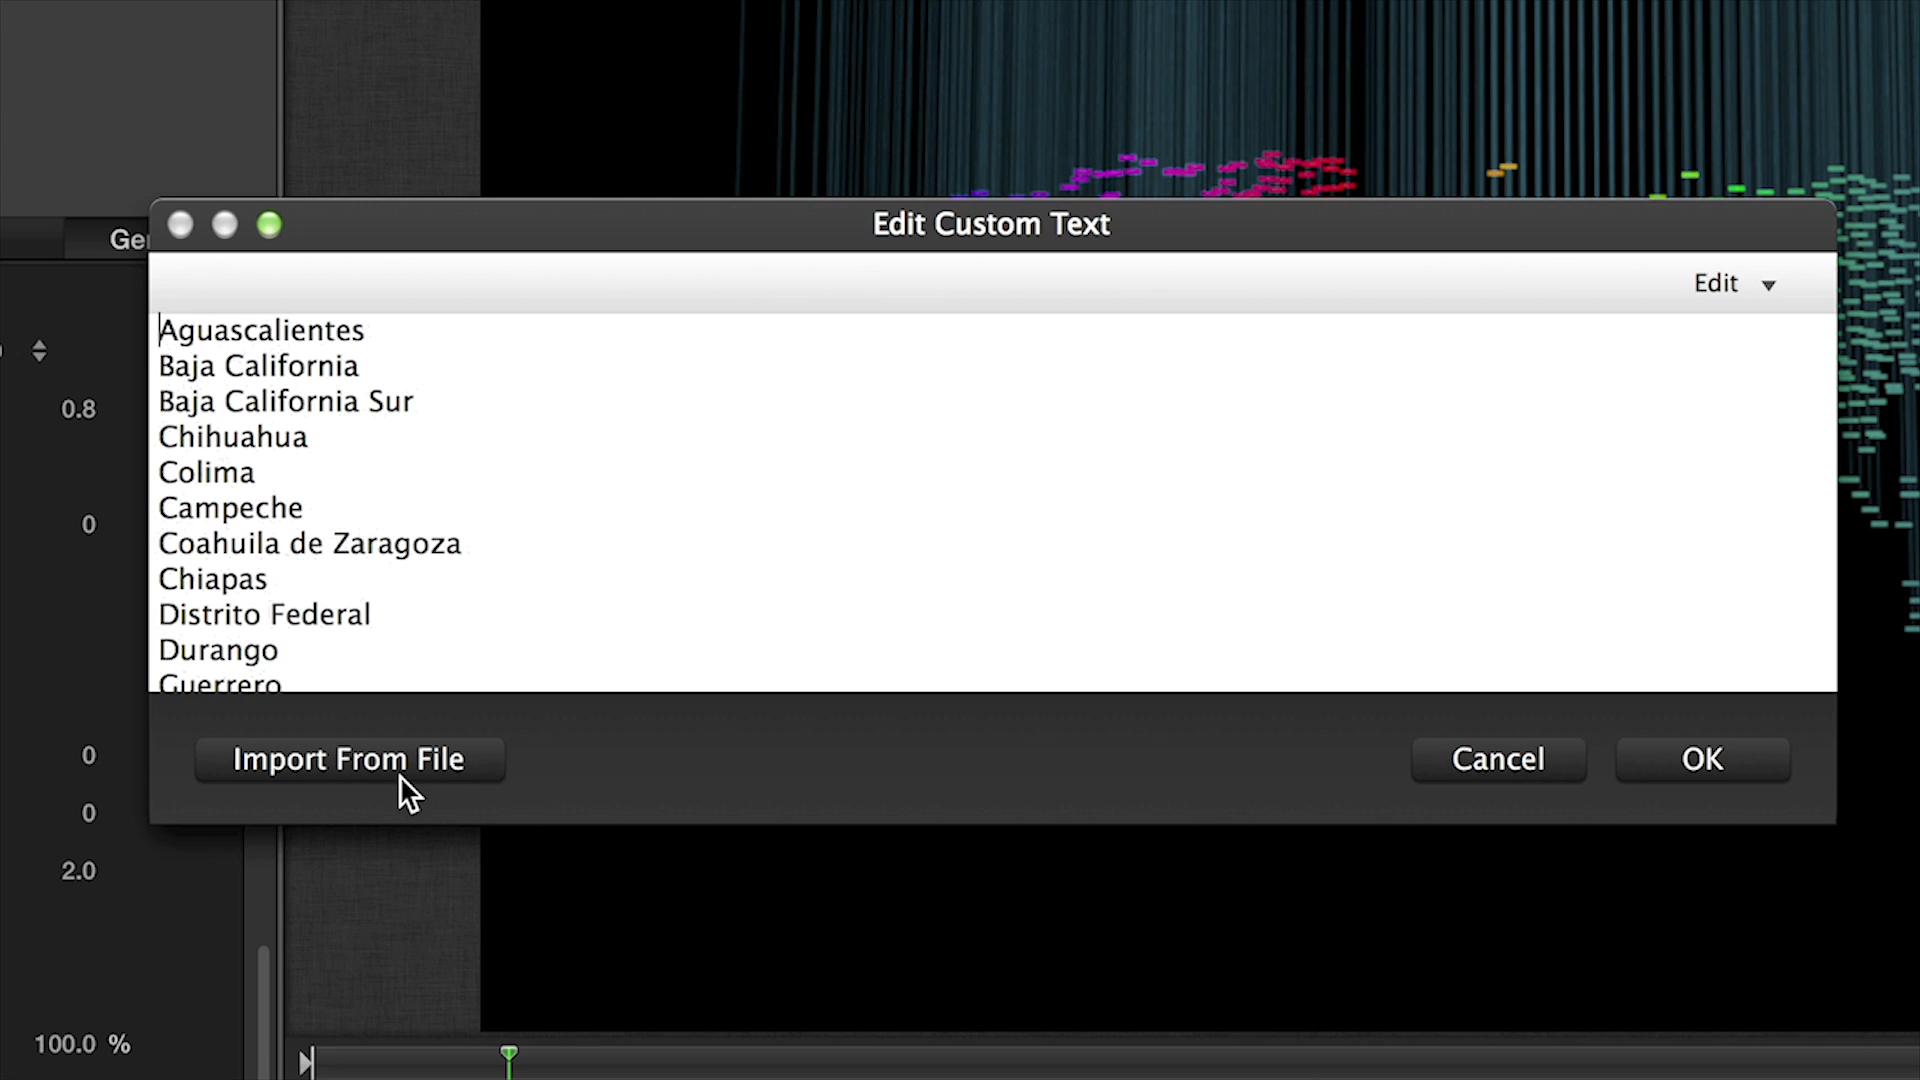 Edit Custom Text
Edit
Aguascalientes
Baja California
Baja California Sur
Chihuahua
Colima
Campeche
Coahuila de Zaragoza
Chiapas
Distrito Federal
Durango
Guerrero
Import From File
Cancel
OK
0.8
0
0
0
2.0
100.0 %